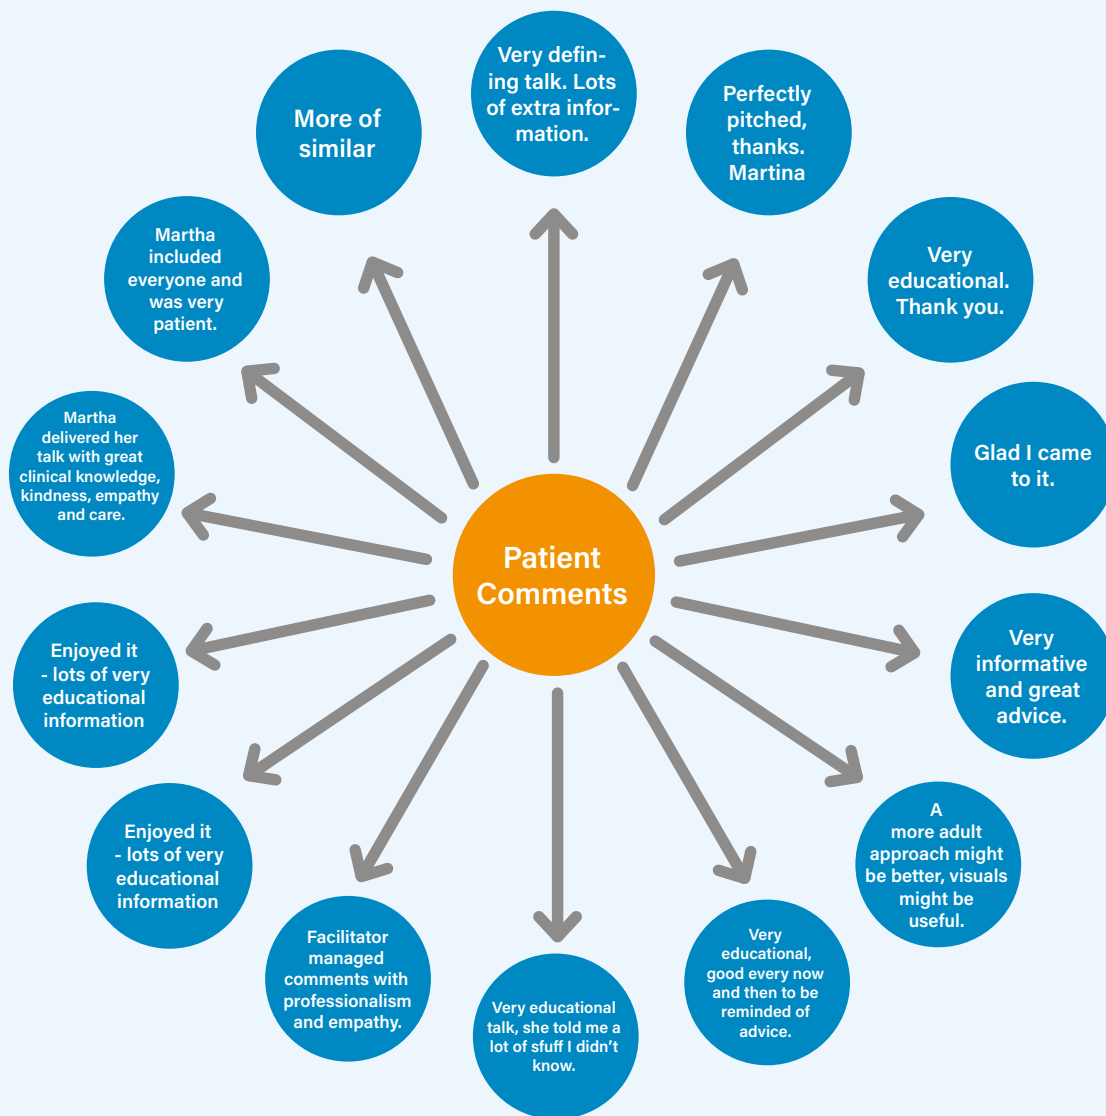 Very defin-
ing talk. Lots
of extra infor-
mation.
Perfectly
pitched,
thanks.
Martina
Very
educational.
Thank you.
Glad I came
to it.
Very
informative
and great
advice.
A
more adult
approach might
be better, visuals
might be
useful.
Very
educational,
good every now
and then to be
reminded of
advice.
Very educational
talk, she told me a
lot of sfuff I didn't
know.
Facilitator
managed
comments with
professionalism
and empathy.
Enjoyed it
- lots of very
educational
information
Enjoyed it
- lots of very
educational
information
Martha
delivered her
talk with great
clinical knowledge,
kindness, empathy
and care.
Martha
included
everyone and
was very
patient.
More of
similar
Patient
Comments